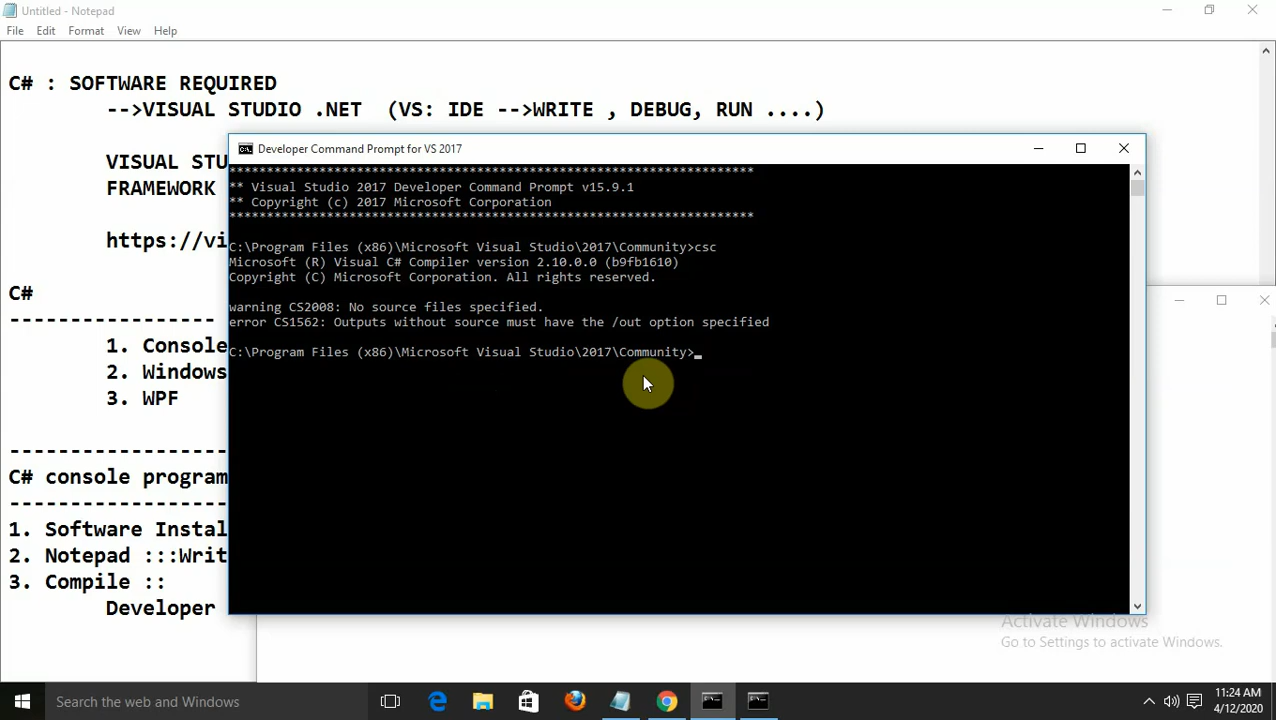 Untitled - Notepad
File Edit Format View Help
C# : SOFTWARE REQUIRED
-->VISUAL STUDIO .NET (VS: IDE -->WRITE , DEBUG, RUN ....)
VISUAL STU
FRAMEWORK
https://vi
C#
-----------------
1. Console
2. Windows
3. WPF
------------------
C# console program
------------------
1. Software Instal
2. Notepad :::Writ
3. Compile ::
Developer
Developer Command Prompt for VS 2017
**********************************************************************
** Visual Studio 2017 Developer Command Prompt v15.9.1
** Copyright (c) 2017 Microsoft Corporation
**********************************************************************
C:\Program Files (x86)\Microsoft Visual Studio\2017\Community>csc
Microsoft (R) Visual C# Compiler version 2.10.0.0 (b9fb1610)
Copyright (C) Microsoft Corporation. All rights reserved.
warning CS2008: No source files specified.
error CS1562: Outputs without source must have the /out option specified
C:\Program Files (x86)\Microsoft Visual Studio\2017\Community>_
Activate Windows
Go to Settings to activate Windows.
Search the web and Windows
11:24 AM
4/12/2020